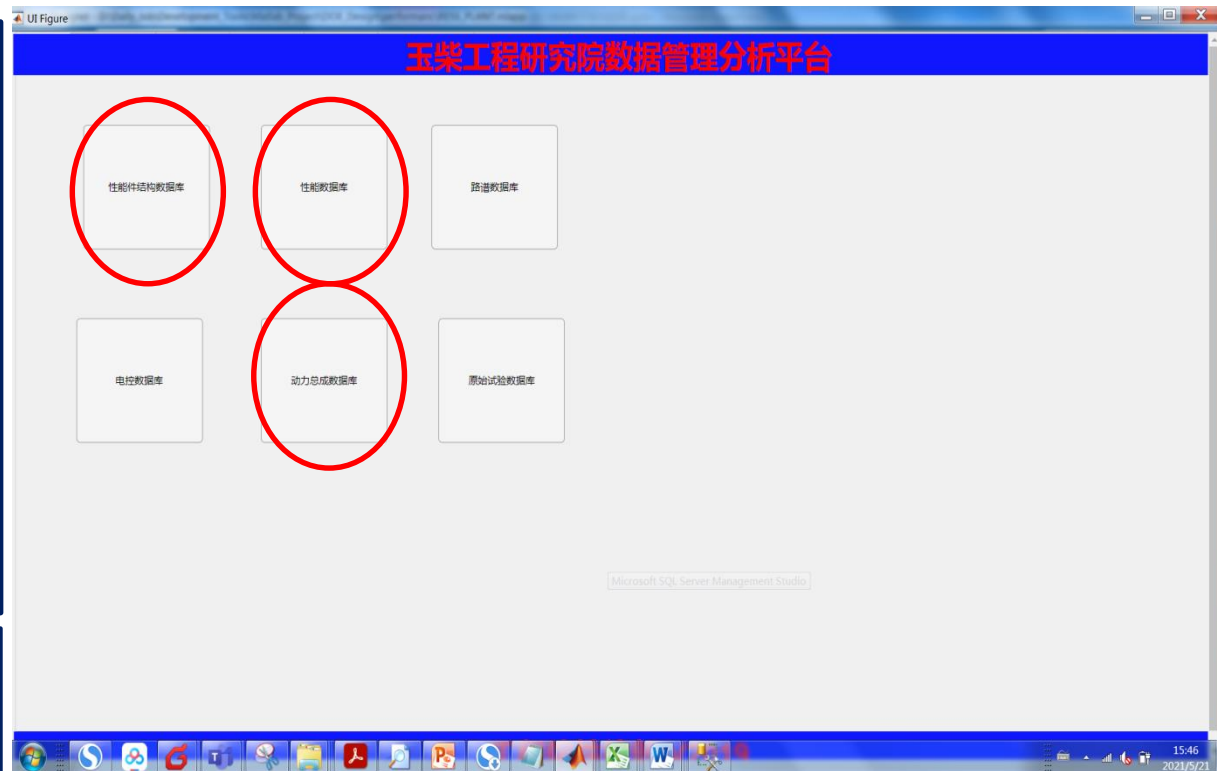 UI Figure
玉柴工程研究院数据管理分析平台
性能件结构数据库
性能数据库
路谱数据库
电控数据库
动力总成数据库
原始试验数据库
Microsoft SQL Server Management Studio
15:46
2021/5/21